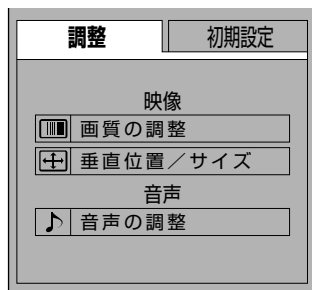 調整 初期設定
映像
画質の調整
垂直位置／サイズ
音声
音声の調整